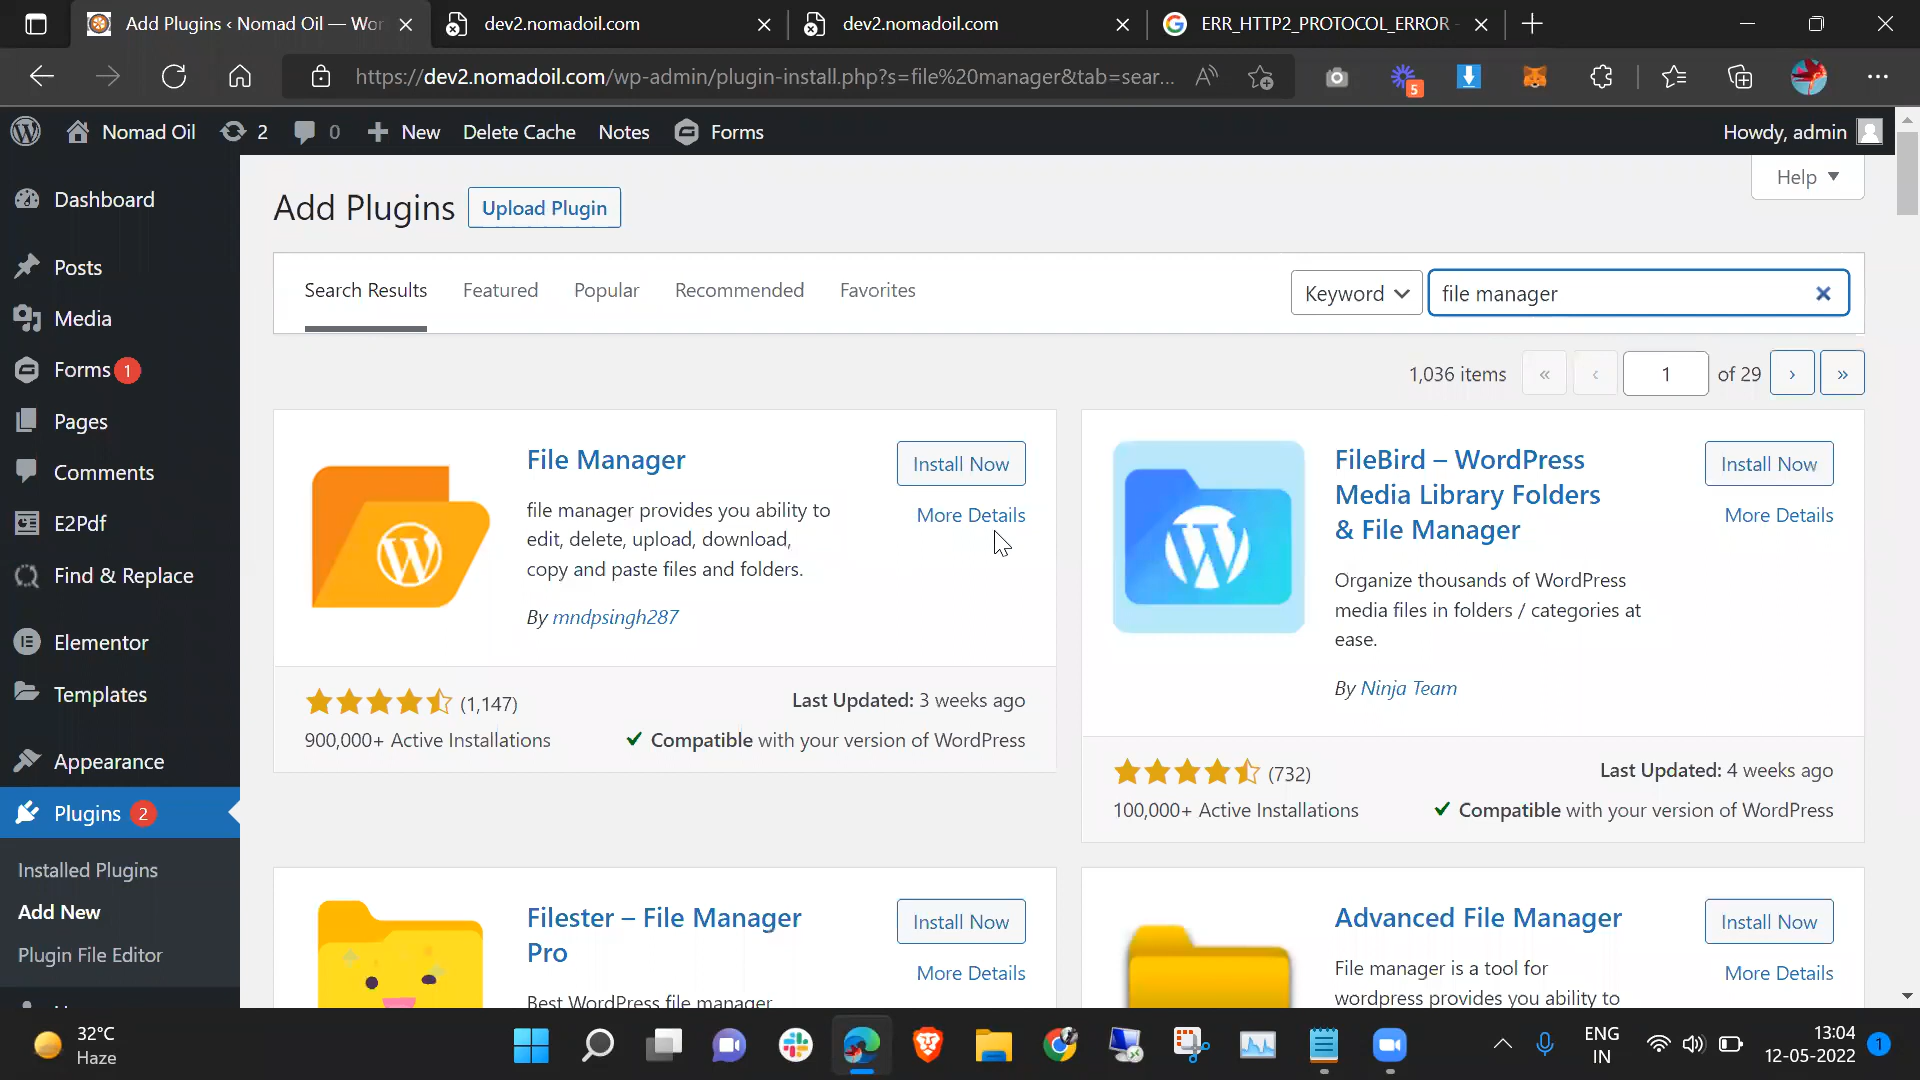 Add Plugins ‹ Nomad Oil — Wor
dev2.nomadoil.com
dev2.nomadoil.com
ERR_HTTP2_PROTOCOL_ERROR -
https://dev2.nomadoil.com/wp-admin/plugin-install.php?s=file%20manager&tab=sear...
5
Nomad Oil
2
0
New
Delete Cache
Notes
Forms
Howdy, admin
Dashboard
Posts
Media
Forms 1
Pages
Comments
E2Pdf
Find & Replace
Elementor
Templates
Appearance
Plugins 2
Installed Plugins
Add New
Plugin File Editor
Help
Add Plugins
Upload Plugin
Search Results
Featured
Popular
Recommended
Favorites
Keyword
file manager
1,036 items
«
‹
1
of 29
›
»
File Manager
Install Now
More Details
file manager provides you ability to
edit, delete, upload, download,
copy and paste files and folders.
By mndpsingh287
(1,147)
Last Updated: 3 weeks ago
900,000+ Active Installations
Compatible with your version of WordPress
FileBird – WordPress
Media Library Folders
& File Manager
Install Now
More Details
Organize thousands of WordPress
media files in folders / categories at
ease.
By Ninja Team
(732)
Last Updated: 4 weeks ago
100,000+ Active Installations
Compatible with your version of WordPress
Filester – File Manager
Pro
Install Now
More Details
Best WordPress file manager
Advanced File Manager
Install Now
More Details
File manager is a tool for
wordpress provides you ability to
32°C
Haze
ENG
IN
13:04
12-05-2022
1